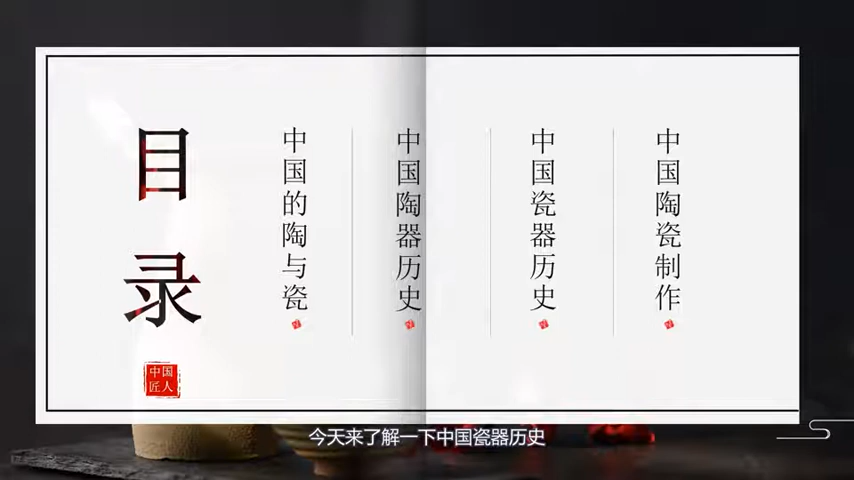 目录
中国
匠人
中国的陶与瓷
中国陶器历史
中国瓷器历史
中国陶瓷制作
今天来了解一下中国瓷器历史